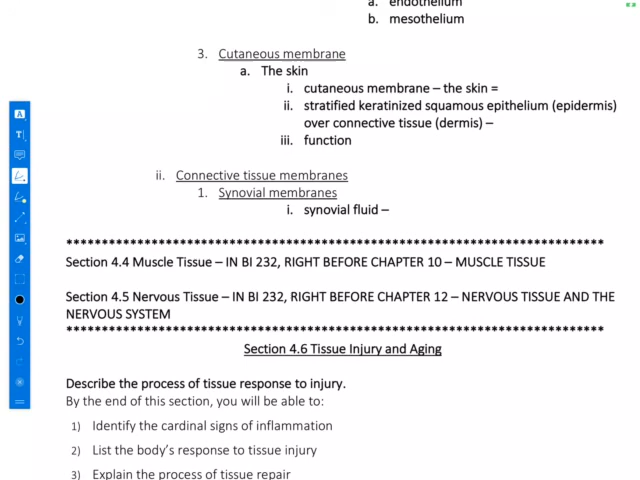 a. endothelium
b. mesothelium
3. Cutaneous membrane
a. The skin
i. cutaneous membrane – the skin =
ii. stratified keratinized squamous epithelium (epidermis)
over connective tissue (dermis) –
iii. function
ii. Connective tissue membranes
1. Synovial membranes
i. synovial fluid –
****************************************************************************
Section 4.4 Muscle Tissue – IN BI 232, RIGHT BEFORE CHAPTER 10 – MUSCLE TISSUE
Section 4.5 Nervous Tissue – IN BI 232, RIGHT BEFORE CHAPTER 12 – NERVOUS TISSUE AND THE
NERVOUS SYSTEM
****************************************************************************
Section 4.6 Tissue Injury and Aging
Describe the process of tissue response to injury.
By the end of this section, you will be able to:
1) Identify the cardinal signs of inflammation
2) List the body’s response to tissue injury
3) Explain the process of tissue repair